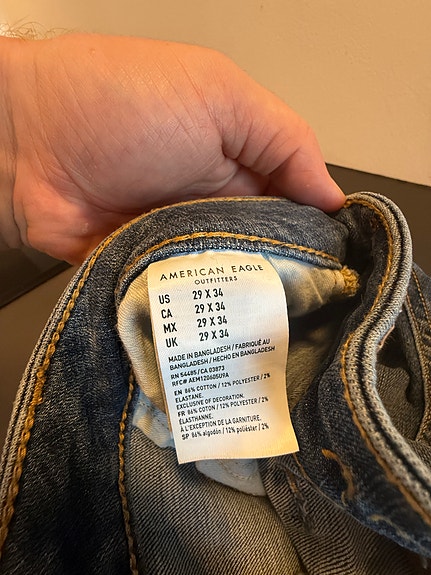 AMERICAN EAGLE
OUTFITTERS
US 29 X 34
CA 29 X 34
MX 29 X 34
UK 29 X 34
MADE IN BANGLADESH / FABRIQUÉ AU
BANGLADESH / HECHO EN BANGLADESH
RN 54485/CA 03873
RFC# AEM120605U9A
EN 86% COTTON / 12% POLYESTER / 2%
ELASTANE.
EXCLUSIVE OF DECORATION.
FR 86% COTON / 12% POLYESTER / 2%
ÉLASTHANNE.
À L'EXCEPTION DE LA GARNITURE.
SP 86% algodón / 12% poliéster / 2%